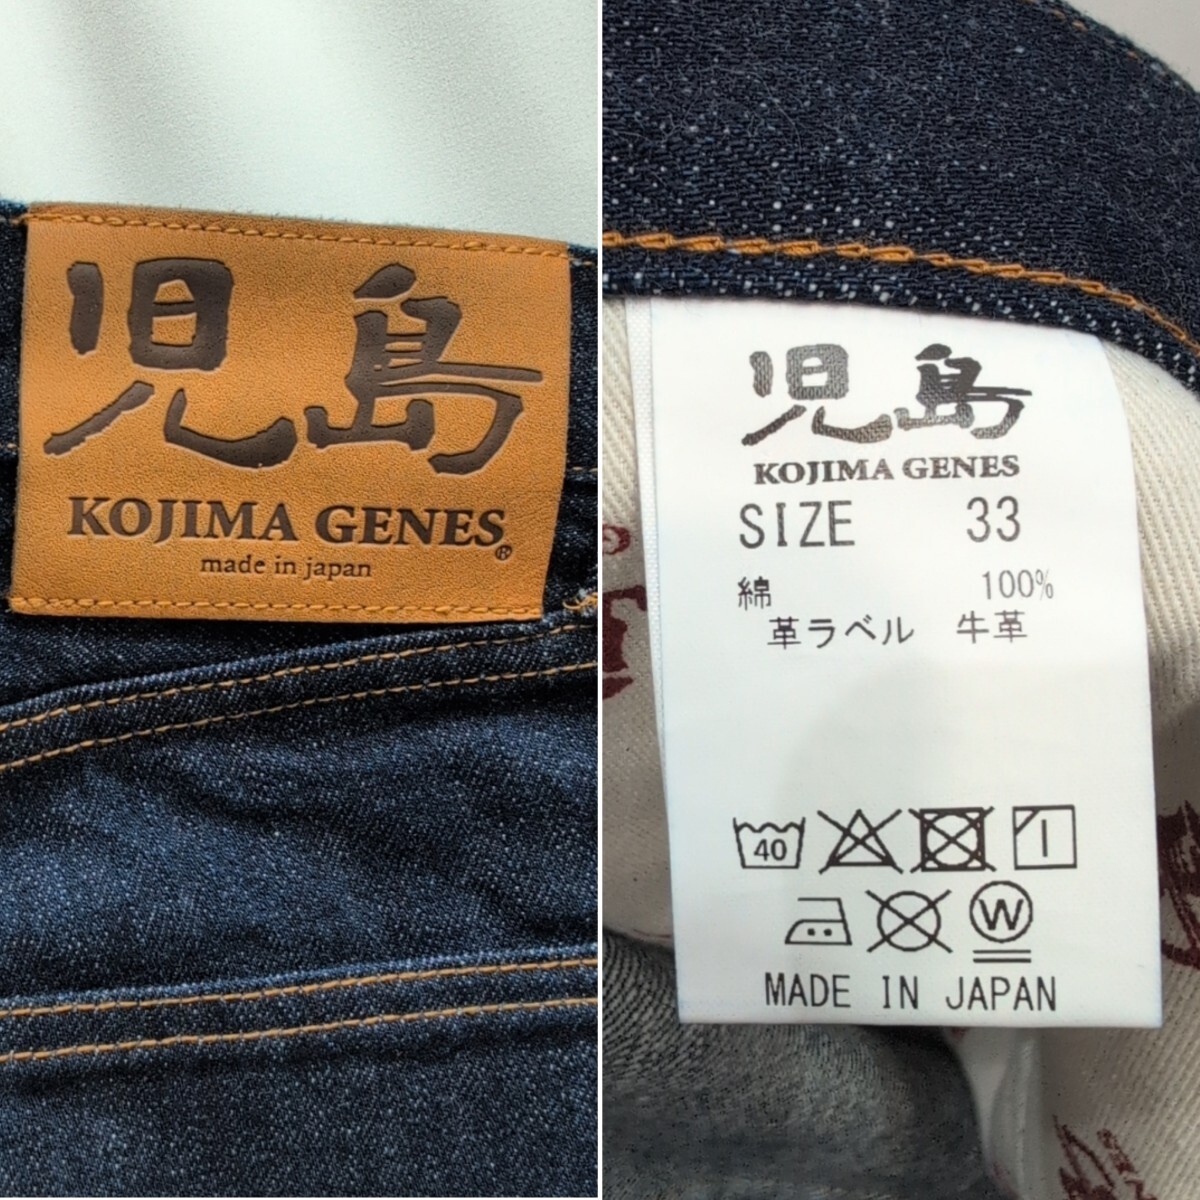 児島
KOJIMA GENES®
made in japan
児島
KOJIMA GENES
SIZE 33
綿 100%
革ラベル 牛革
40
W
MADE IN JAPAN